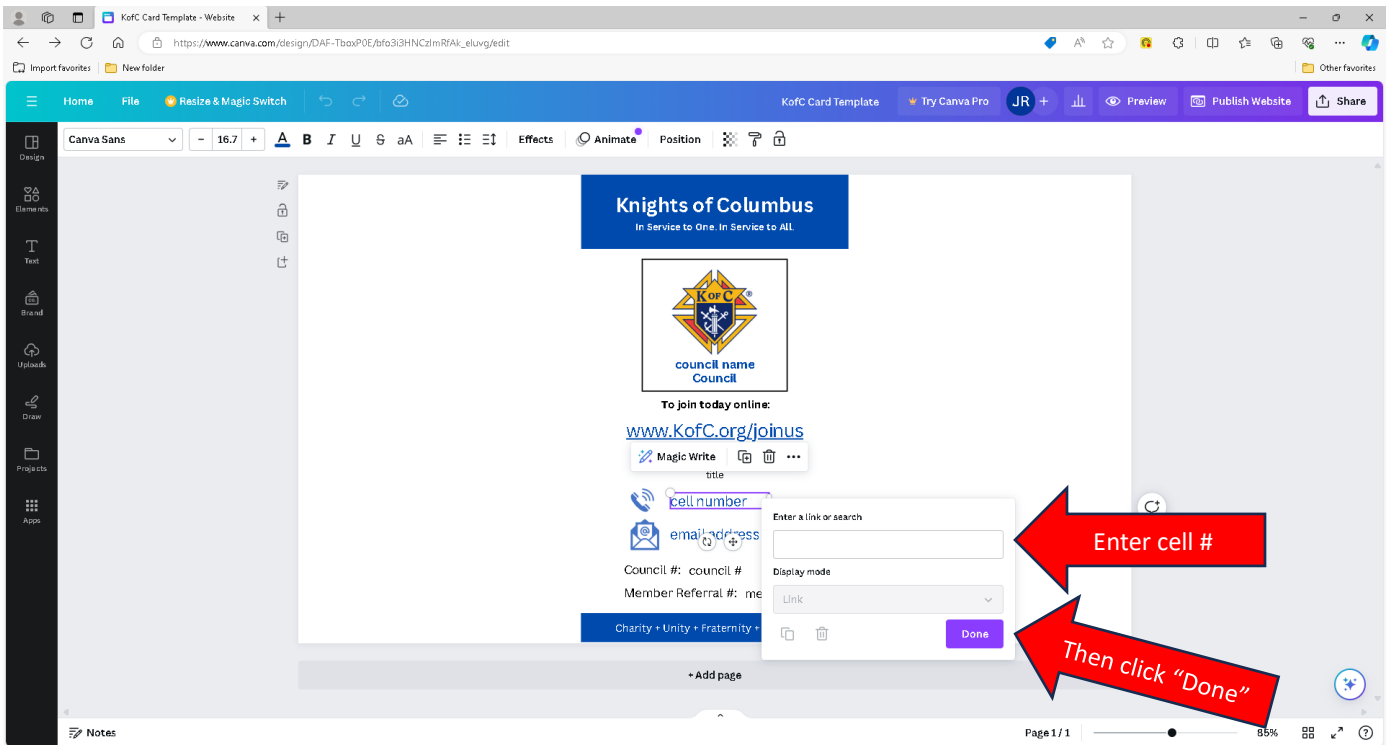 KofC Card Template - Website
https://www.canva.com/design/DAF-TboxP0E/bfo3i3HNCzlmRfAk_eluvg/edit
Import favorites
New folder
Other favorites
Home
File
Resize & Magic Switch
KofC Card Template
Try Canva Pro
JR
Preview
Publish Website
Share
Canva Sans
- 16.7 +
A B I U S aA
Effects
Animate
Position
Design
Elements
Text
Brand
Uploads
Draw
Projects
Apps
Knights of Columbus
In Service to One. In Service to All.
K OF C
council name
Council
To join today online:
www.KofC.org/joinus
Magic Write
title
cell number
email address
Council #: council #
Member Referral #: me
Charity + Unity + Fraternity +
Enter a link or search
Display mode
Link
Done
Enter cell #
Then click "Done"
+ Add page
Notes
Page 1 / 1
85%